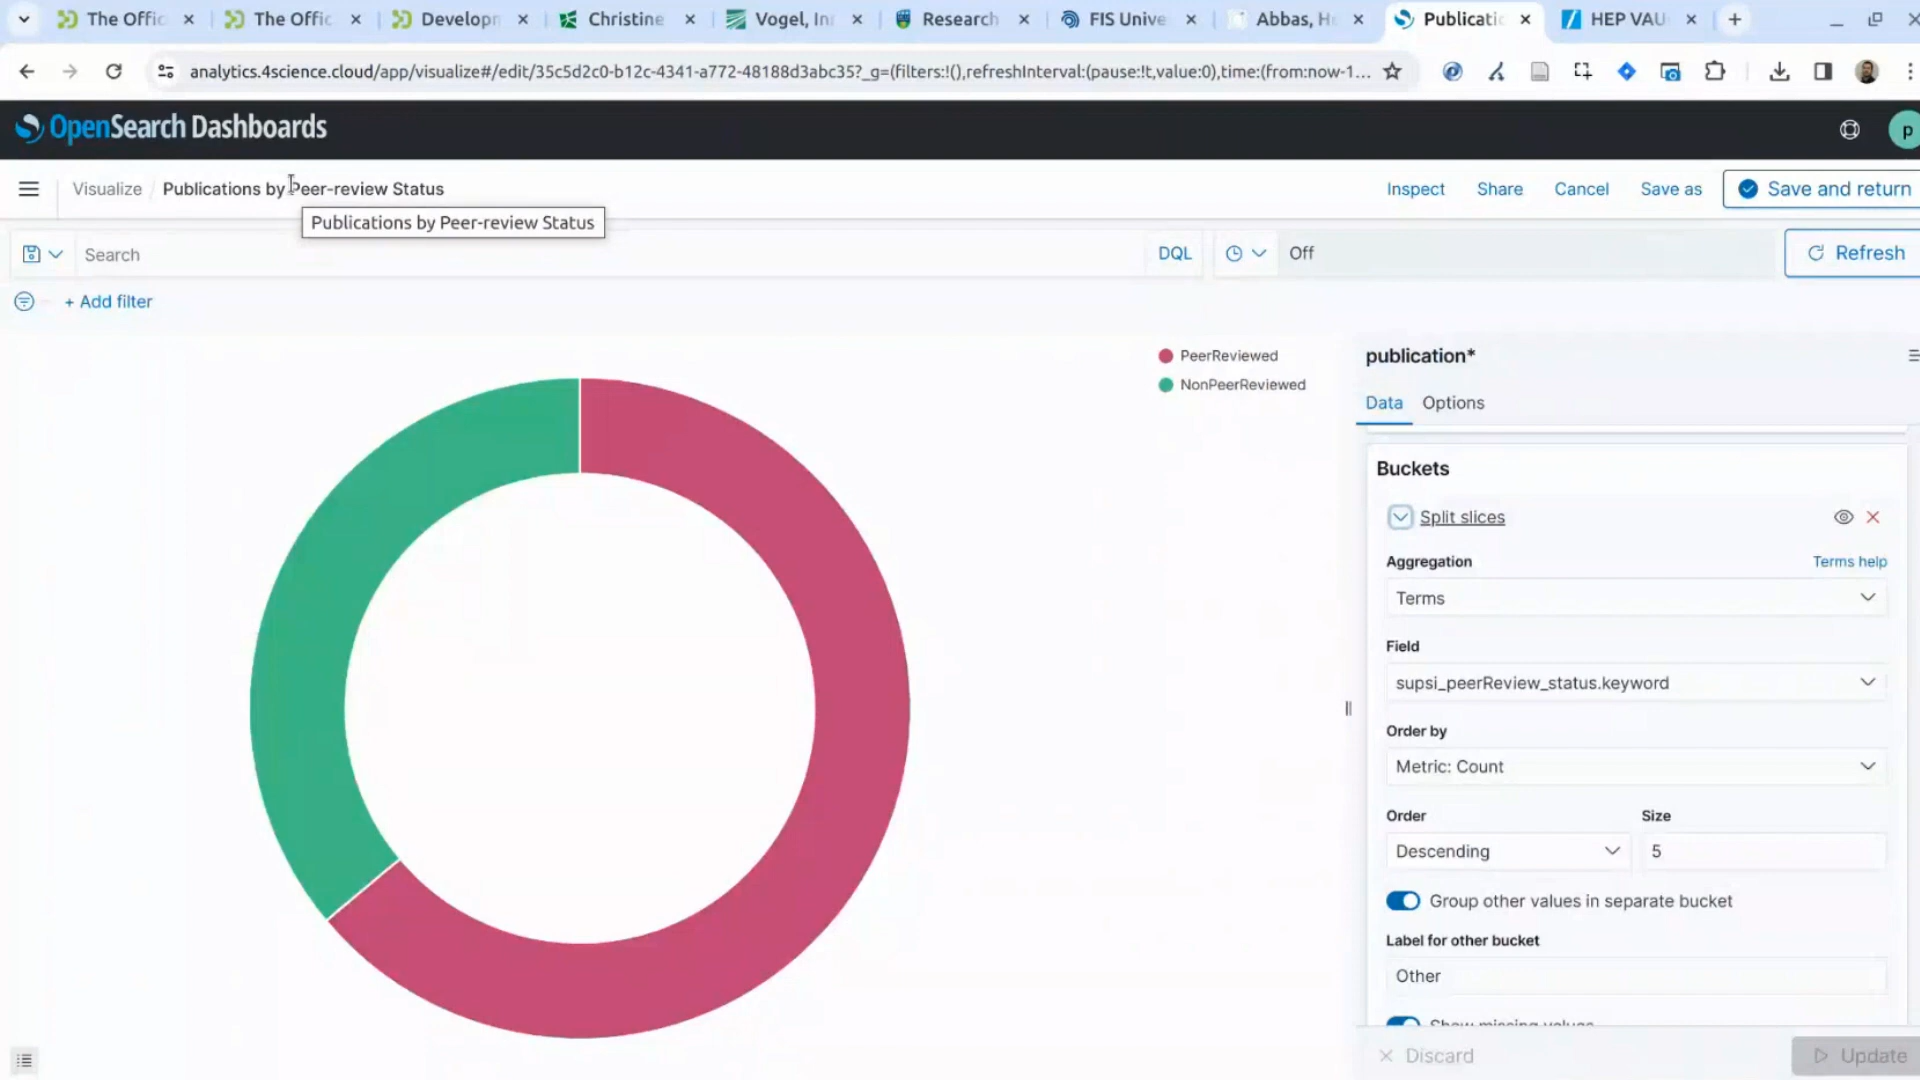 The Offic
The Offic
Developm
Christine
Vogel, In
Research
FIS Unive
Abbas, H
Publicati
HEP VAU
analytics.4science.cloud/app/visualize#/edit/35c5d2c0-b12c-4341-a772-48188d3abc35?_g=(filters:!(),refreshInterval:(pause:!t,value:0),time:(from:now-1...
OpenSearch Dashboards
p
Visualize / Publications by Peer-review Status
Inspect
Share
Cancel
Save as
Save and return
Publications by Peer-review Status
Search
DQL
Off
Refresh
+ Add filter
PeerReviewed
NonPeerReviewed
publication*
Data
Options
Buckets
Split slices
Aggregation
Terms help
Terms
Field
supsi_peerReview_status.keyword
Order by
Metric: Count
Order
Size
Descending
5
Group other values in separate bucket
Label for other bucket
Other
Show missing values
Discard
Update